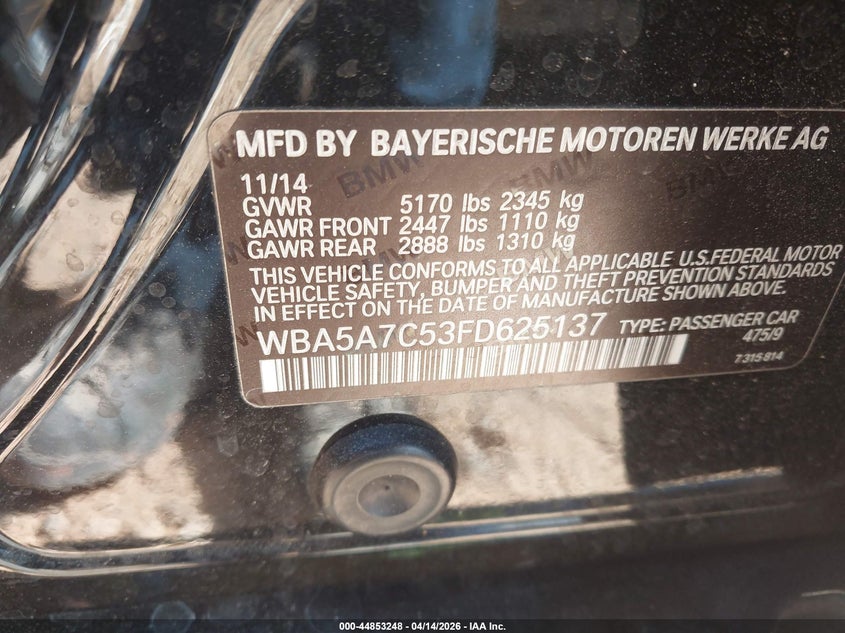 MFD BY BAYERISCHE MOTOREN WERKE AG
11/14
GVWR 5170 lbs 2345 kg
GAWR FRONT 2447 lbs 1110 kg
GAWR REAR 2888 lbs 1310 kg
THIS VEHICLE CONFORMS TO ALL APPLICABLE U.S.FEDERAL MOTOR
VEHICLE SAFETY, BUMPER AND THEFT PREVENTION STANDARDS
IN EFFECT ON THE DATE OF MANUFACTURE SHOWN ABOVE.
WBA5A7C53FD625137 TYPE: PASSENGER CAR
475/9
7 315 814
000-44853248 - 04/14/2026 - IAA Inc.